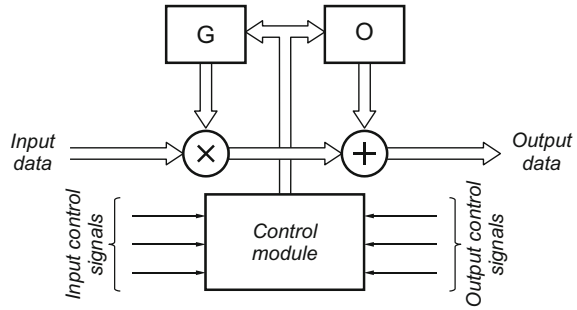 G
O
Input
data
×
+
Output
data
Input control
signals
Control
module
Output control
signals